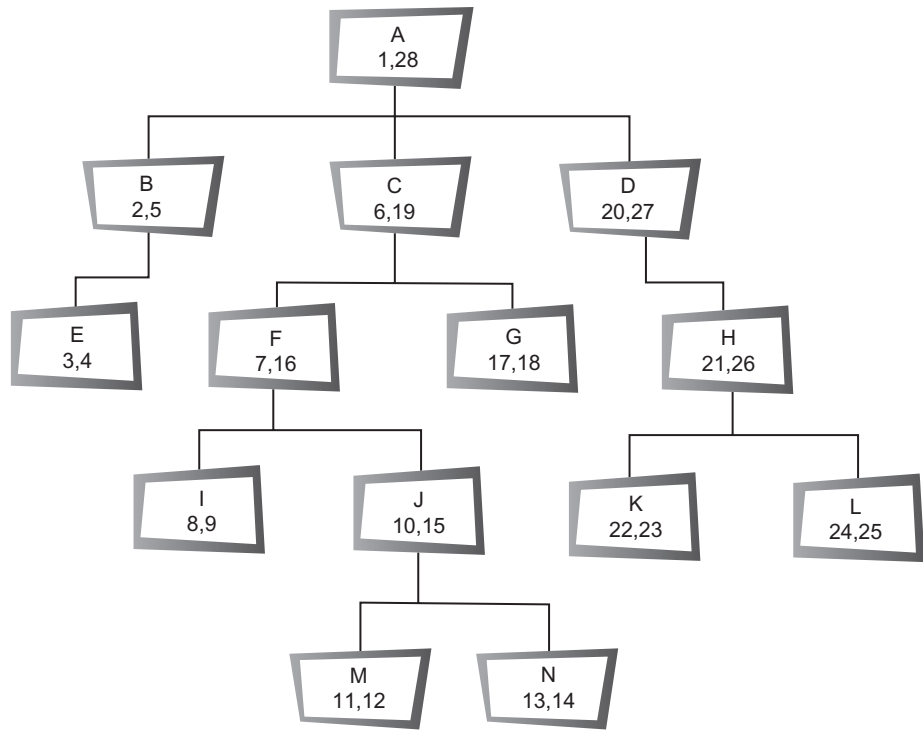 A
1,28
B
2,5
C
6,19
D
20,27
E
3,4
F
7,16
G
17,18
H
21,26
I
8,9
J
10,15
K
22,23
L
24,25
M
11,12
N
13,14